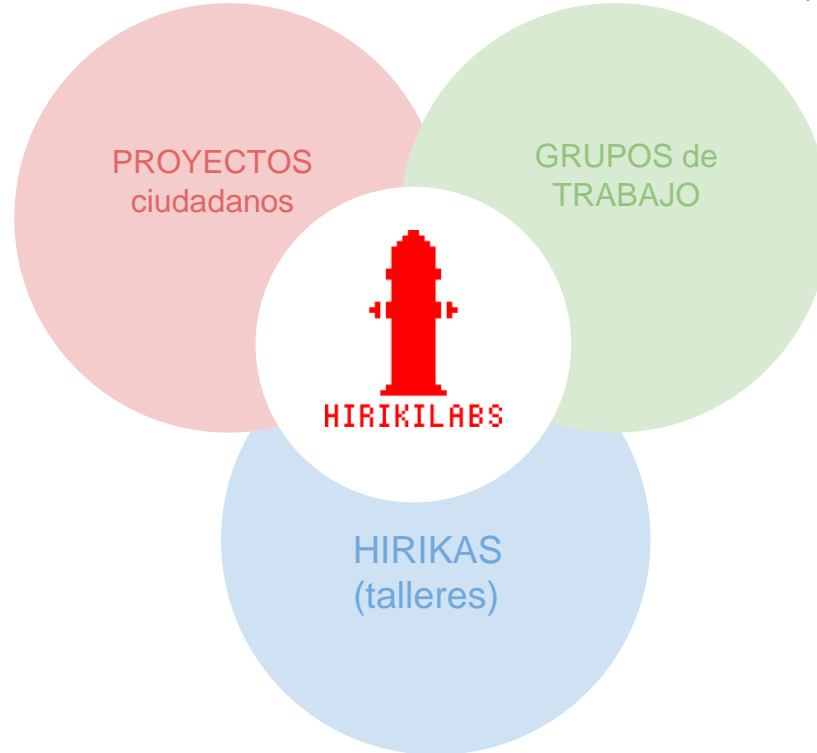 PROYECTOS
ciudadanos
GRUPOS de
TRABAJO
HIRIKILABS
HIRIKAS
(talleres)